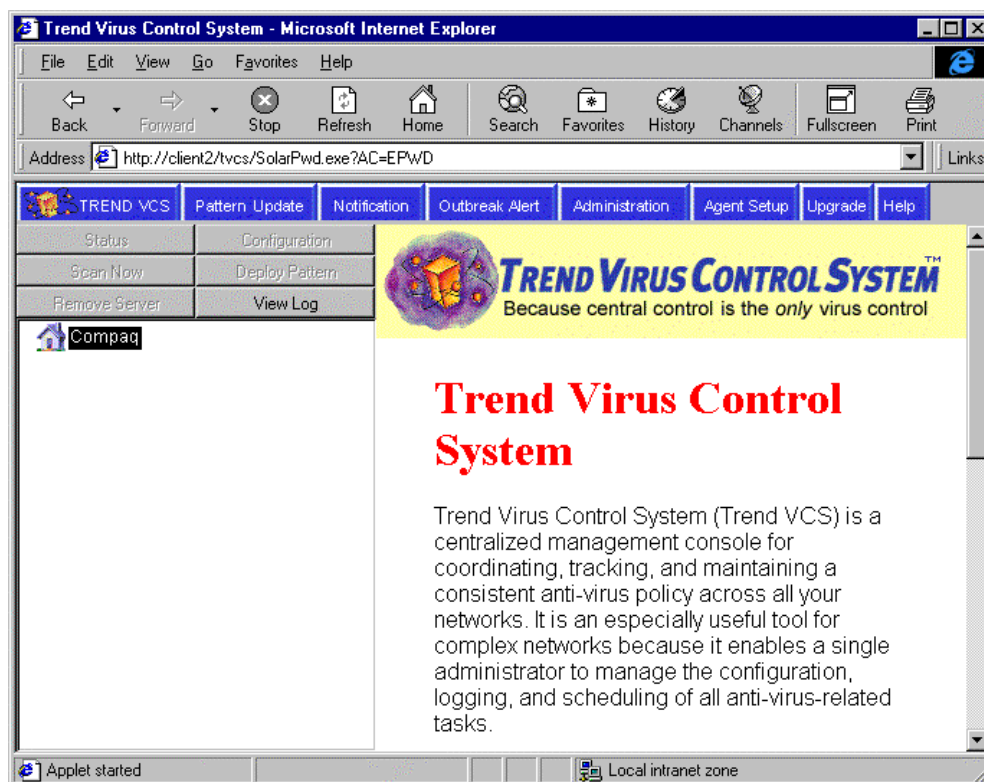 Trend Virus Control System - Microsoft Internet Explorer
File Edit View Go Favorites Help
Back Forward Stop Refresh Home Search Favorites History Channels Fullscreen Print
Address http://client2/tvcs/SolarPwd.exe?AC=EPWD Links
TREND VCS Pattern Update Notification Outbreak Alert Administration Agent Setup Upgrade Help
Status Configuration
Scan Now Deploy Pattern
Remove Server View Log
Compaq
TREND VIRUS CONTROL SYSTEM™
Because central control is the only virus control
Trend Virus Control
System
Trend Virus Control System (Trend VCS) is a
centralized management console for
coordinating, tracking, and maintaining a
consistent anti-virus policy across all your
networks. It is an especially useful tool for
complex networks because it enables a single
administrator to manage the configuration,
logging, and scheduling of all anti-virus-related
tasks.
Applet started Local intranet zone